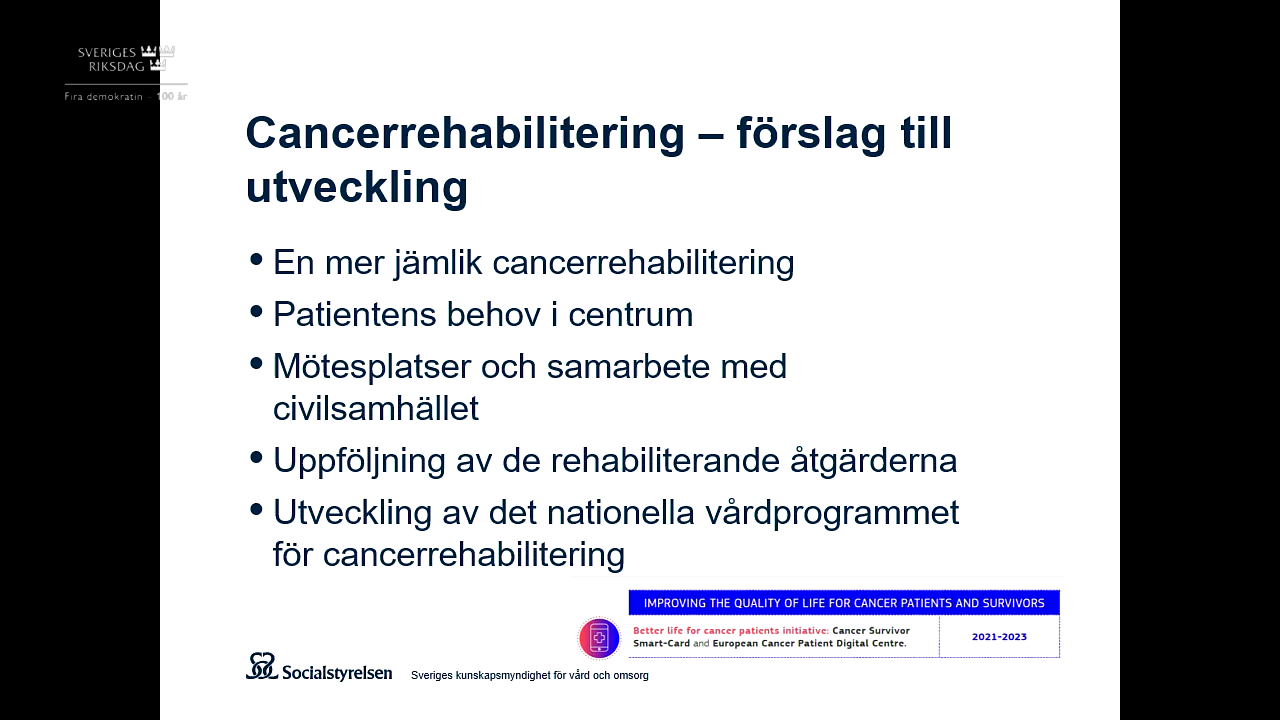 SVERIGES
RIKSDAG
Fira demokratin – 100 år
Cancerrehabilitering – förslag till
utveckling
• En mer jämlik cancerrehabilitering
• Patientens behov i centrum
• Mötesplatser och samarbete med
civilsamhället
• Uppföljning av de rehabiliterande åtgärderna
• Utveckling av det nationella vårdprogrammet
för cancerrehabilitering
IMPROVING THE QUALITY OF LIFE FOR CANCER PATIENTS AND SURVIVORS
Better life for cancer patients initiative: Cancer Survivor
Smart-Card and European Cancer Patient Digital Centre.
2021-2023
Socialstyrelsen
Sveriges kunskapsmyndighet för vård och omsorg